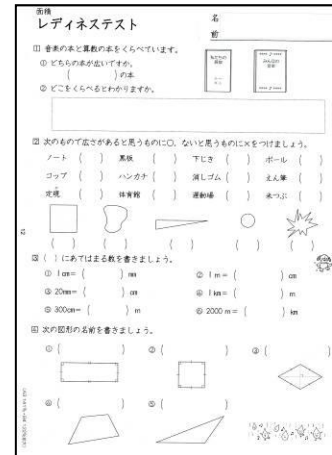 面積
レディネステスト
名
前
1 音楽の本と算数の本をくらべています。
① どちらの本が広いですか。
( )の本
② どこをくらべるとわかりますか。
2 次のもので広さがあると思うものに○、ないと思うものに×をつけましょう。
ノート ( ) 黒板 ( ) 下じき ( ) ボール ( )
コップ ( ) ハンカチ ( ) 消しゴム ( ) えん筆 ( )
定規 ( ) 体育館 ( ) 運動場 ( ) 米つぶ ( )
( ) ( ) ( ) ( ) ( )
12
3 ( )にあてはまる数を書きましょう。
① 1cm= ( ) mm ② 1m= ( ) cm
③ 20mm= ( ) cm ④ 1km= ( ) m
⑤ 300cm= ( ) m ⑥ 2000m= ( ) km
4 次の図形の名前を書きましょう。
① ( ) ② ( ) ③ ( )
④ ( ) ⑤ ( )